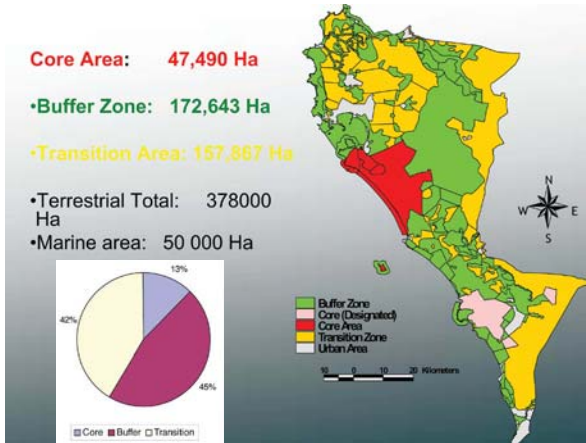 Core Area: 47,490 Ha
•Buffer Zone: 172,643 Ha
•Transition Area: 157,867 Ha
•Terrestrial Total: 378000
Ha
•Marine area: 50 000 Ha
13%
42%
45%
Core Buffer Transition
N
W E
S
Buffer Zone
Core (Designated)
Core Area
Transition Zone
Urban Area
10 0 10 20 Kilometers